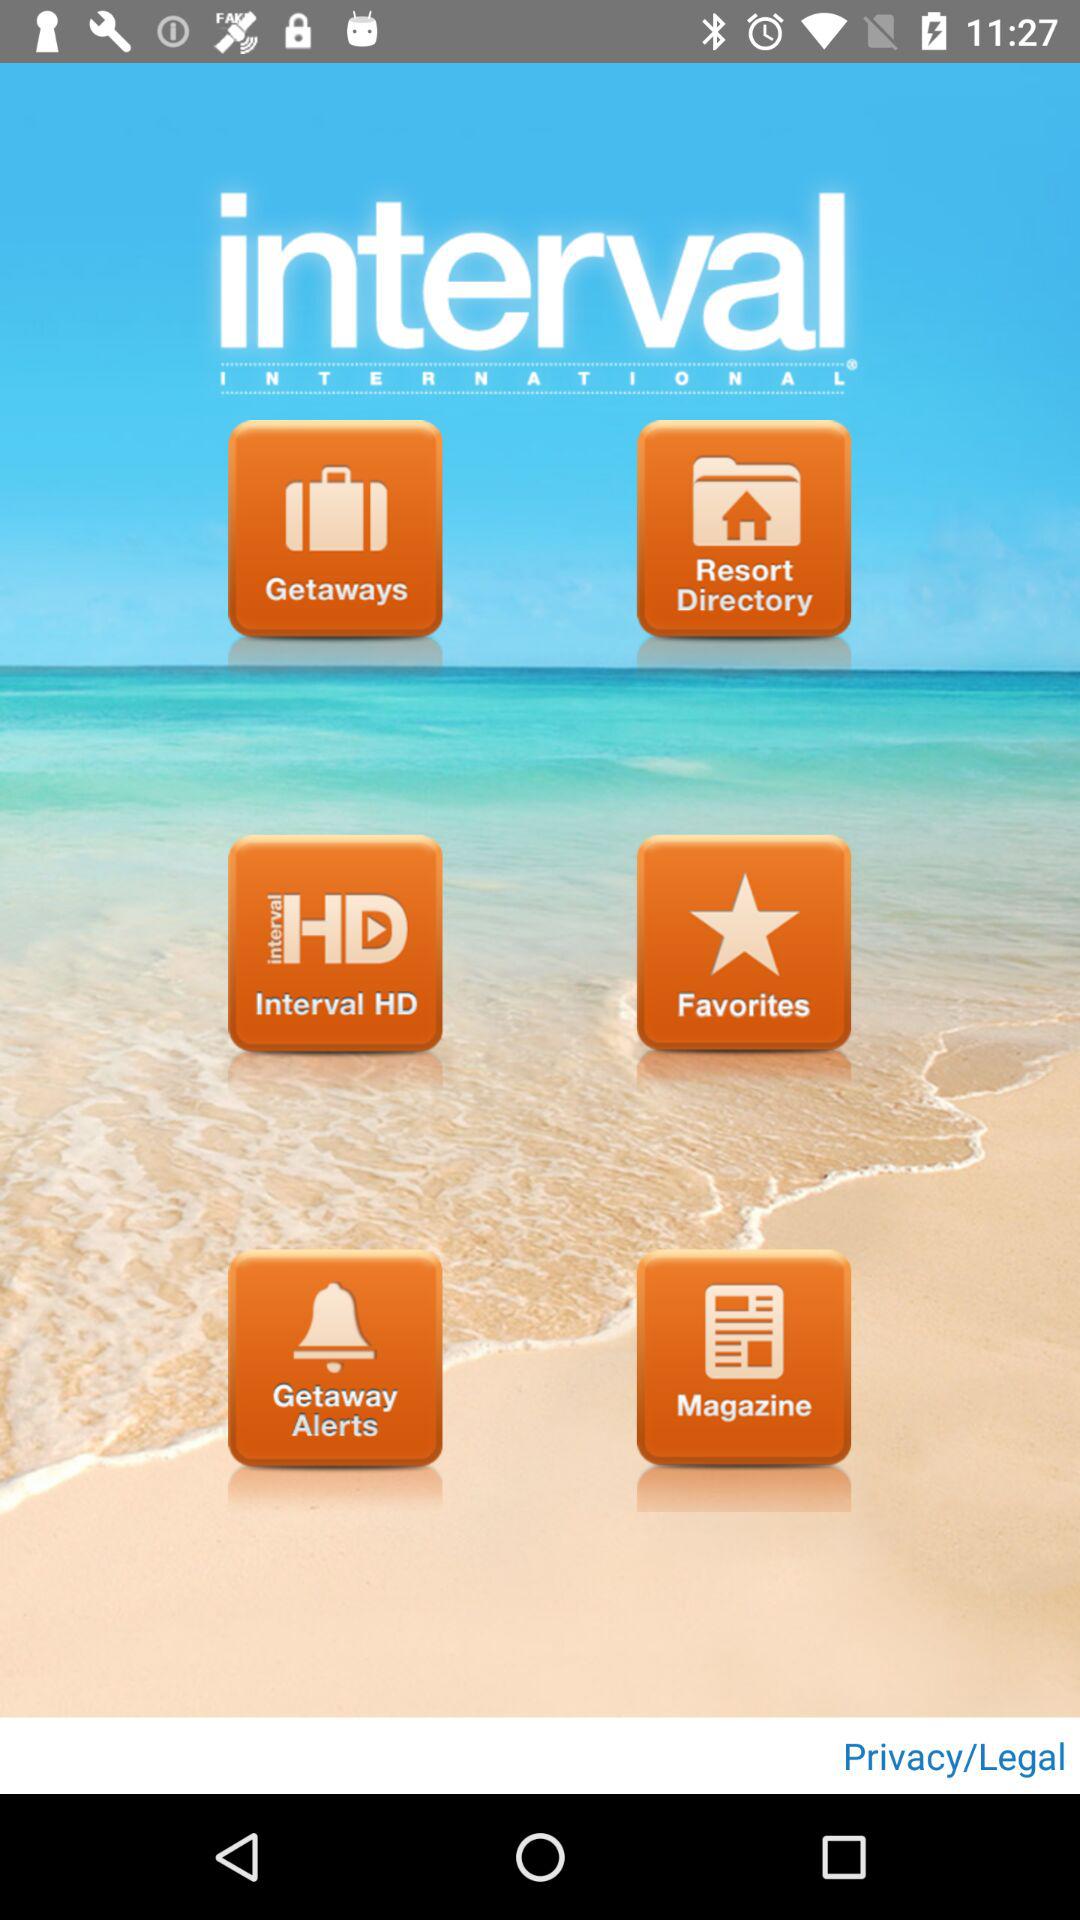 FAKE
11:27
interval
INTERNATIONAL®
Getaways
Resort
Directory
interval HD
Interval HD
Favorites
Getaway
Alerts
Magazine
Privacy/Legal